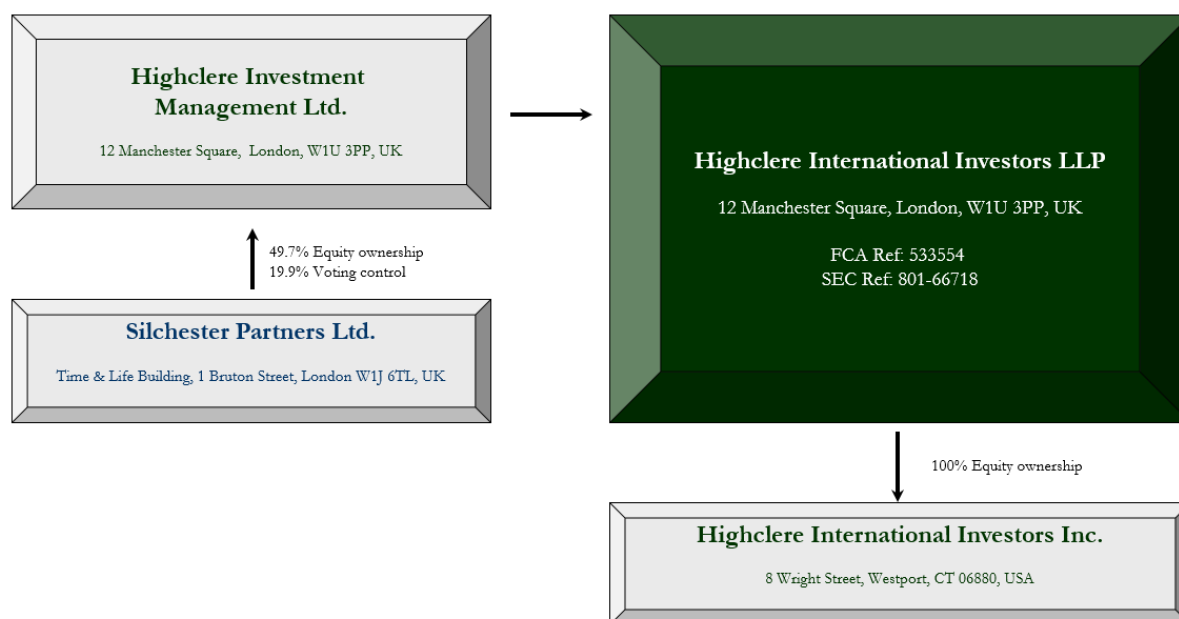 Highclere Investment
Management Ltd.
12 Manchester Square, London, W1U 3PP, UK
49.7% Equity ownership
19.9% Voting control
Silchester Partners Ltd.
Time & Life Building, 1 Bruton Street, London W1J 6TL, UK
Highclere International Investors LLP
12 Manchester Square, London, W1U 3PP, UK
FCA Ref: 533554
SEC Ref: 801-66718
100% Equity ownership
Highclere International Investors Inc.
8 Wright Street, Westport, CT 06880, USA